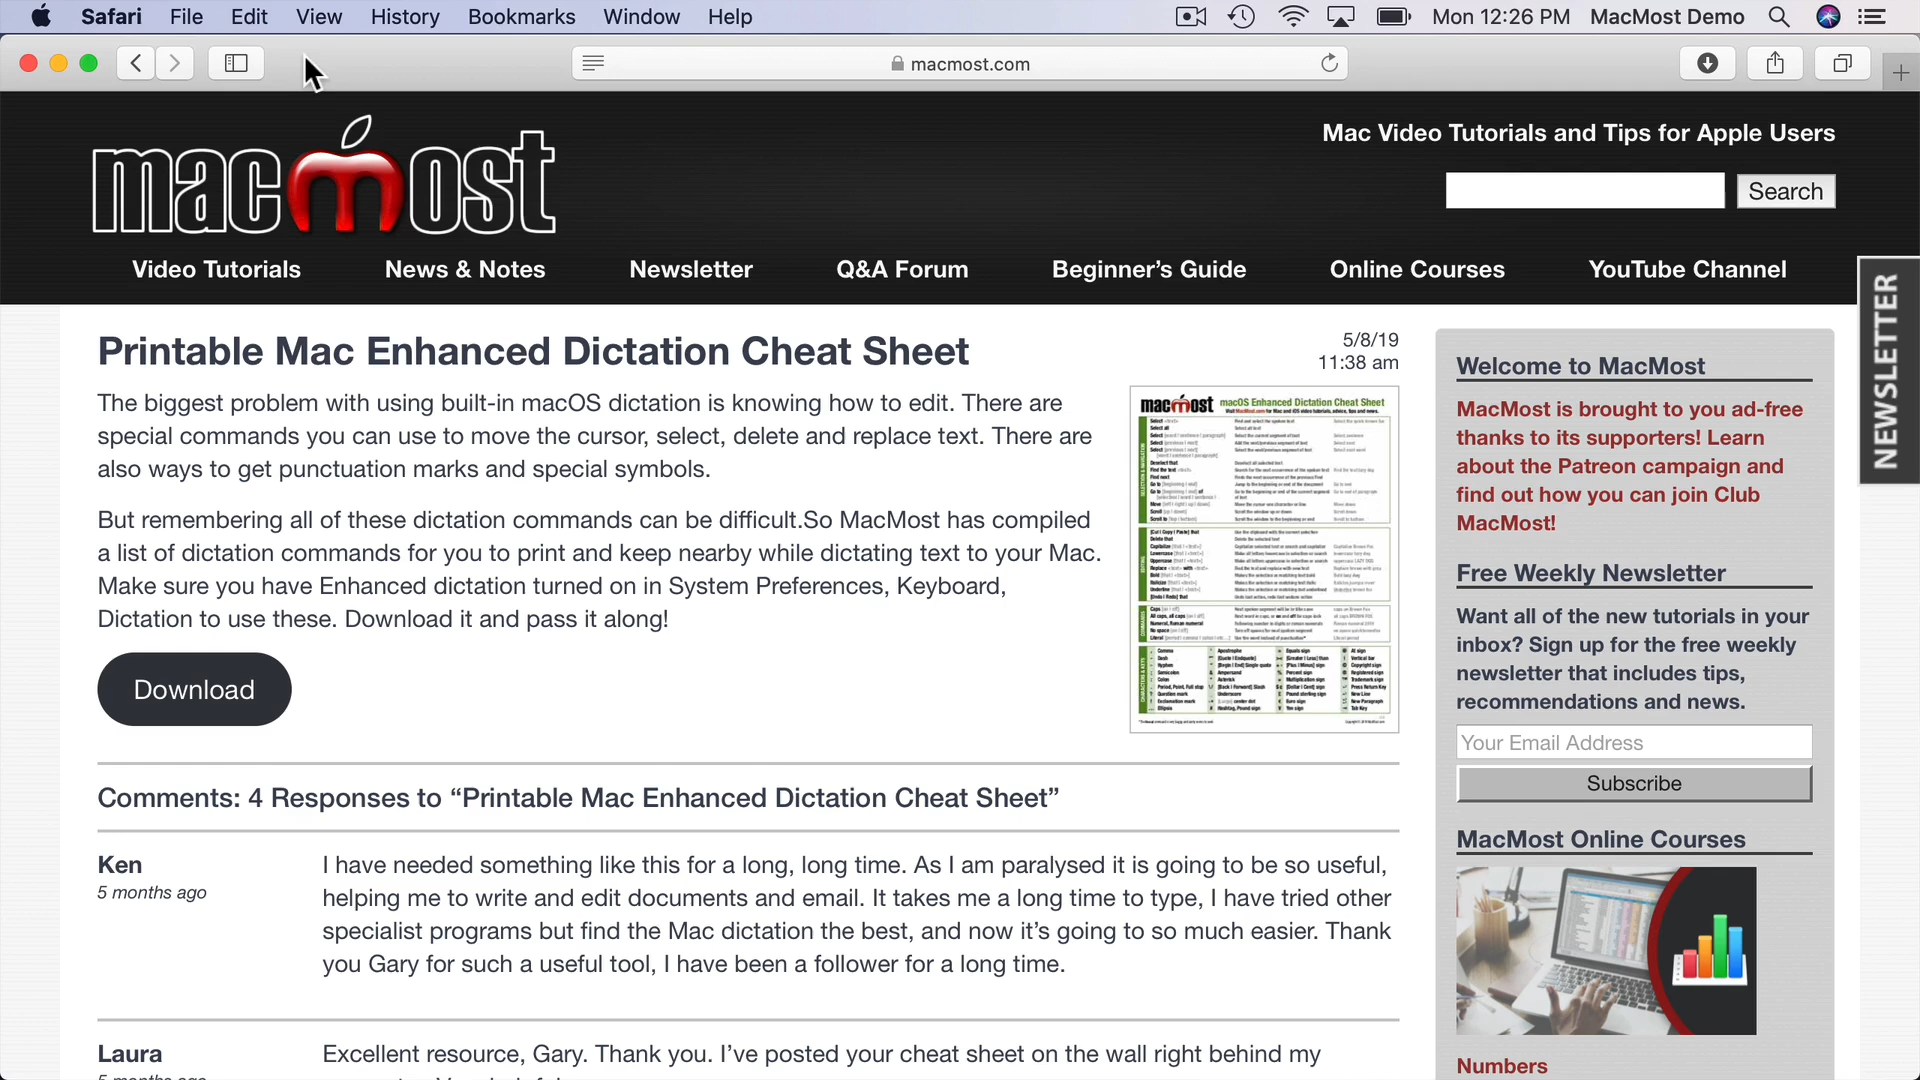 Safari File Edit View History Bookmarks Window Help Mon 12:26 PM MacMost Demo
macmost.com
macmost
Mac Video Tutorials and Tips for Apple Users
Search
Video Tutorials News & Notes Newsletter Q&A Forum Beginner's Guide Online Courses YouTube Channel
NEWSLETTER
Printable Mac Enhanced Dictation Cheat Sheet
5/8/19
11:38 am
The biggest problem with using built-in macOS dictation is knowing how to edit. There are
special commands you can use to move the cursor, select, delete and replace text. There are
also ways to get punctuation marks and special symbols.
But remembering all of these dictation commands can be difficult.So MacMost has compiled
a list of dictation commands for you to print and keep nearby while dictating text to your Mac.
Make sure you have Enhanced dictation turned on in System Preferences, Keyboard,
Dictation to use these. Download it and pass it along!
Download
macmost macOS Enhanced Dictation Cheat Sheet
Comments: 4 Responses to “Printable Mac Enhanced Dictation Cheat Sheet”
Ken
5 months ago
I have needed something like this for a long, long time. As I am paralysed it is going to be so useful,
helping me to write and edit documents and email. It takes me a long time to type, I have tried other
specialist programs but find the Mac dictation the best, and now it’s going to so much easier. Thank
you Gary for such a useful tool, I have been a follower for a long time.
Laura
Excellent resource, Gary. Thank you. I’ve posted your cheat sheet on the wall right behind my
Welcome to MacMost
MacMost is brought to you ad-free
thanks to its supporters! Learn
about the Patreon campaign and
find out how you can join Club
MacMost!
Free Weekly Newsletter
Want all of the new tutorials in your
inbox? Sign up for the free weekly
newsletter that includes tips,
recommendations and news.
Your Email Address
Subscribe
MacMost Online Courses
Numbers